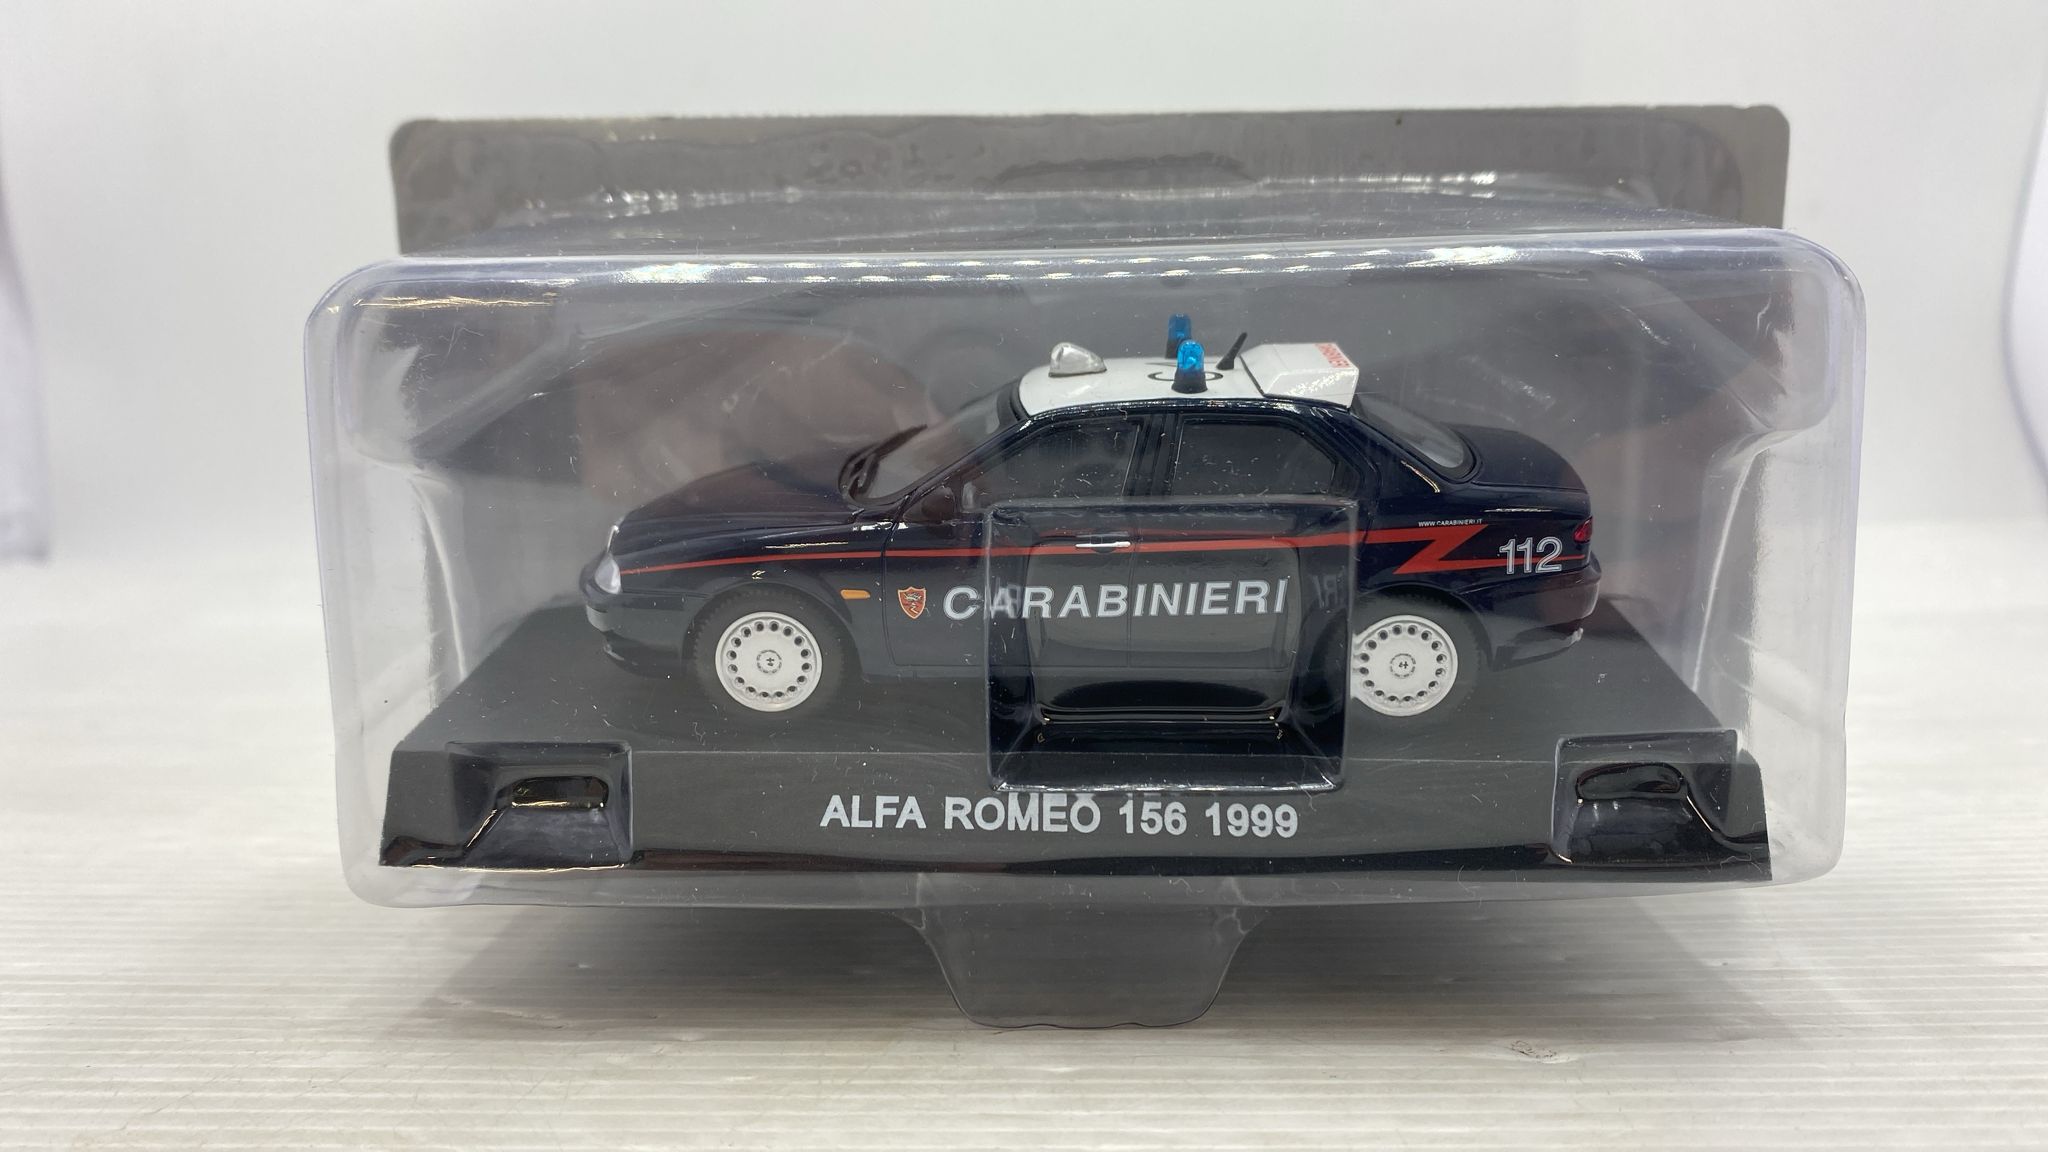 WWW.CARABINIERI.IT
112
CARABINIERI
ALFA ROMEO 156 1999